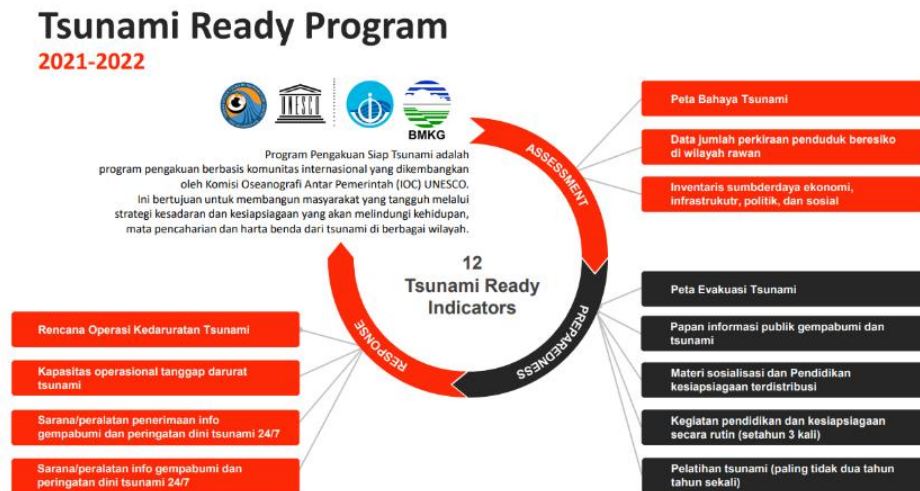 Tsunami Ready Program
2021-2022
UNESCO
BMKG
Program Pengakuan Siap Tsunami adalah
program pengakuan berbasis komunitas internasional yang dikembangkan
oleh Komisi Oseanografi Antar Pemerintah (IOC) UNESCO.
Ini bertujuan untuk membangun masyarakat yang tangguh melalui
strategi kesadaran dan kesiapsiagaan yang akan melindungi kehidupan,
mata pencaharian dan harta benda dari tsunami di berbagai wilayah.
12
Tsunami Ready
Indicators
ASSESSMENT
Peta Bahaya Tsunami
Data jumlah perkiraan penduduk beresiko
di wilayah rawan
Inventaris sumbderdaya ekonomi,
infrastrukutr, politik, dan sosial
PREPAREDNESS
Peta Evakuasi Tsunami
Papan informasi publik gempabumi dan
tsunami
Materi sosialisasi dan Pendidikan
kesiapsiagaan terdistribusi
Kegiatan pendidikan dan kesiapsiagaan
secara rutin (setahun 3 kali)
Pelatihan tsunami (paling tidak dua tahun
tahun sekali)
RESPONSE
Rencana Operasi Kedaruratan Tsunami
Kapasitas operasional tanggap darurat
tsunami
Sarana/peralatan penerimaan info
gempabumi dan peringatan dini tsunami 24/7
Sarana/peralatan info gempabumi dan
peringatan dini tsunami 24/7